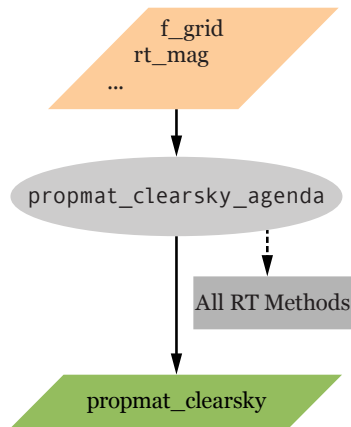 f_grid
rt_mag
...
propmat_clearsky_agenda
All RT Methods
propmat_clearsky